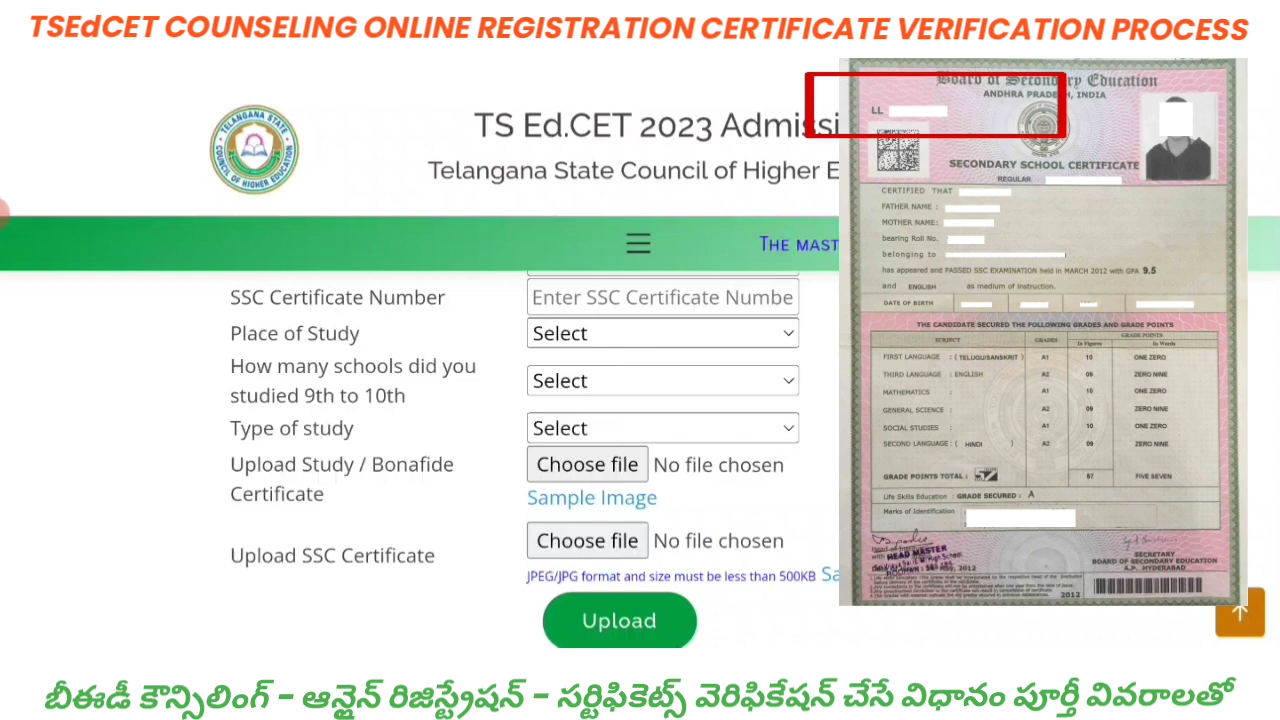 TSEdCET COUNSELING ONLINE REGISTRATION CERTIFICATE VERIFICATION PROCESS
TELANGANA STATE
COUNCIL OF HIGHER EDUCATION
TS Ed.CET 2023 Admissi
Telangana State Council of Higher E
THE MAST
SSC Certificate Number
Enter SSC Certificate Numbe
Place of Study
Select
How many schools did you
studied 9th to 10th
Select
Type of study
Select
Upload Study / Bonafide
Certificate
Choose file No file chosen
Sample Image
Upload SSC Certificate
Choose file No file chosen
JPEG/JPG format and size must be less than 500KB Sa
Upload
Board of Secondary Education
ANDHRA PRADESH, INDIA
LL
SECONDARY SCHOOL CERTIFICATE
REGULAR
CERTIFIED THAT
FATHER NAME :
MOTHER NAME:
bearing Roll No.
belonging to
has appeared and PASSED SSC EXAMINATION held in MARCH 2012 with GPA 9.5
and ENGLISH as medium of instruction.
DATE OF BIRTH
THE CANDIDATE SECURED THE FOLLOWING GRADES AND GRADE POINTS
SUBJECT GRADES GRADE POINTS
In Figures In Words
FIRST LANGUAGE : ( TELUGU/SANSKRIT ) A1 10 ONE ZERO
THIRD LANGUAGE : ENGLISH A2 09 ZERO NINE
MATHEMATICS : A1 10 ONE ZERO
GENERAL SCIENCE : A2 09 ZERO NINE
SOCIAL STUDIES : A1 10 ONE ZERO
SECOND LANGUAGE : ( HINDI ) A2 09 ZERO NINE
GRADE POINTS TOTAL : 57 FIVE SEVEN
Life Skills Education : GRADE SECURED : A
Marks of Identification
HEAD MASTER
SECRETARY
BOARD OF SECONDARY EDUCATION
A.P. HYDERABAD
2012
బీఈడీ కౌన్సిలింగ్ - ఆన్లైన్ రిజిస్ట్రేషన్ - సర్టిఫికెట్స్ వెరిఫికేషన్ చేసే విధానం పూర్తీ వివరాలతో